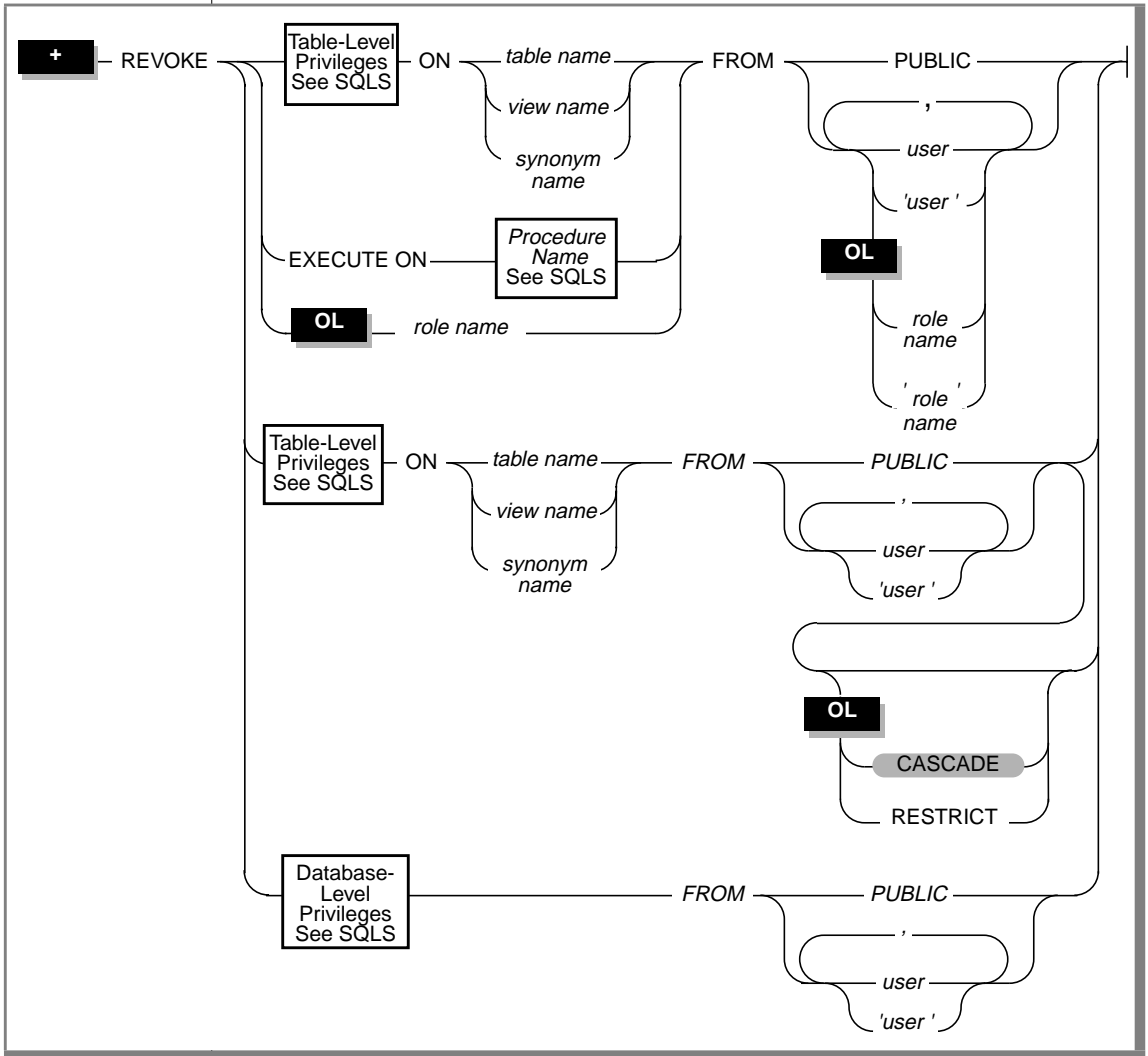 +
REVOKE
Table-Level
Privileges
See SQLS
ON
table name
view name
synonym
name
FROM
PUBLIC
,
user
'user '
OL
role
name
' role '
name
EXECUTE ON
Procedure
Name
See SQLS
OL
role name
Table-Level
Privileges
See SQLS
ON
table name
view name
synonym
name
FROM
PUBLIC
,
user
'user '
OL
CASCADE
RESTRICT
Database-
Level
Privileges
See SQLS
FROM
PUBLIC
,
user
'user '